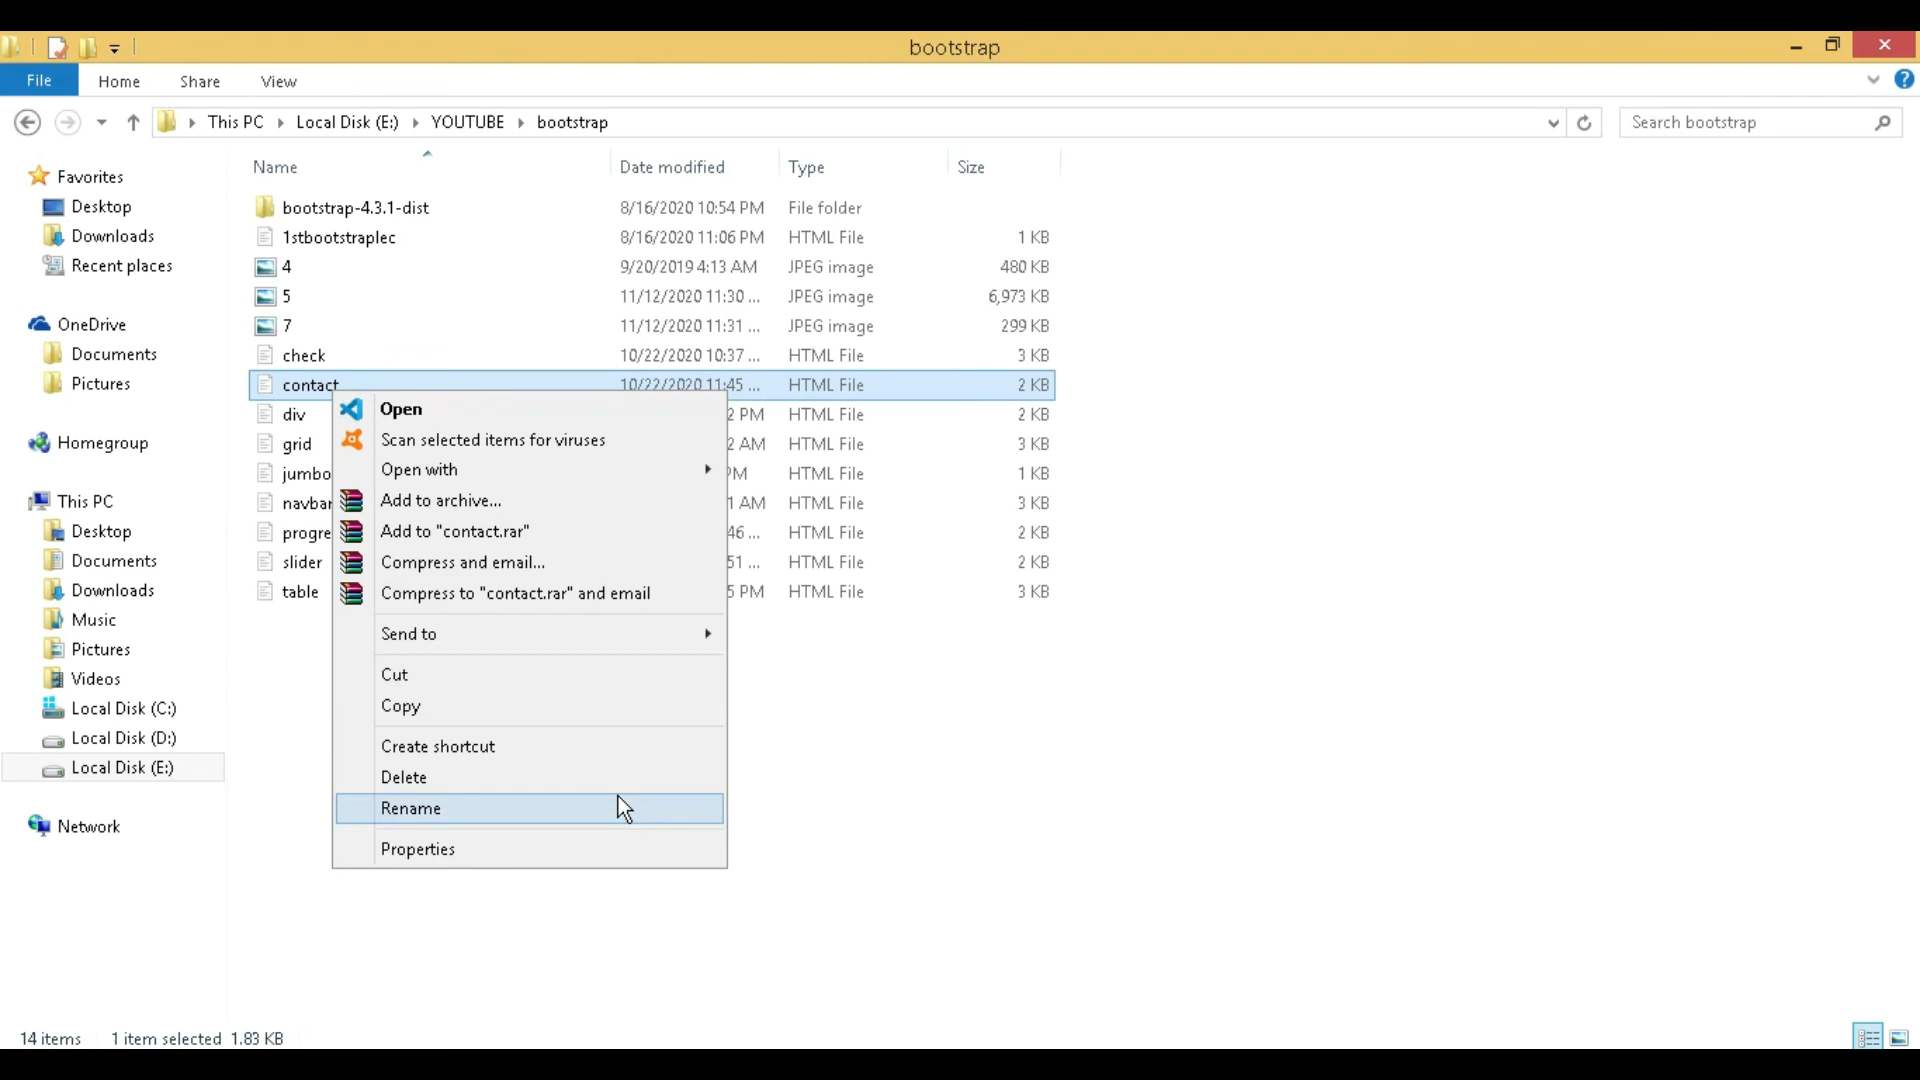 bootstrap
File Home Share View
This PC Local Disk (E:) YOUTUBE bootstrap
Search bootstrap
Name Date modified Type Size
Favorites
Desktop
Downloads
Recent places
OneDrive
Documents
Pictures
Homegroup
This PC
Desktop
Documents
Downloads
Music
Pictures
Videos
Local Disk (C:)
Local Disk (D:)
Local Disk (E:)
Network
bootstrap-4.3.1-dist 8/16/2020 10:54 PM File folder
1stbootstraplec 8/16/2020 11:06 PM HTML File 1 KB
4 9/20/2019 4:13 AM JPEG image 480 KB
5 11/12/2020 11:30 ... JPEG image 6,973 KB
7 11/12/2020 11:31 ... JPEG image 299 KB
check 10/22/2020 10:37 ... HTML File 3 KB
contact 10/22/2020 11:45 ... HTML File 2 KB
div 2 PM HTML File 2 KB
grid 2 AM HTML File 3 KB
jumbo PM HTML File 1 KB
navbar 1 AM HTML File 3 KB
progre 46 ... HTML File 2 KB
slider 51 ... HTML File 2 KB
table 5 PM HTML File 3 KB
Open
Scan selected items for viruses
Open with
Add to archive...
Add to "contact.rar"
Compress and email...
Compress to "contact.rar" and email
Send to
Cut
Copy
Create shortcut
Delete
Rename
Properties
14 items 1 item selected 1.83 KB